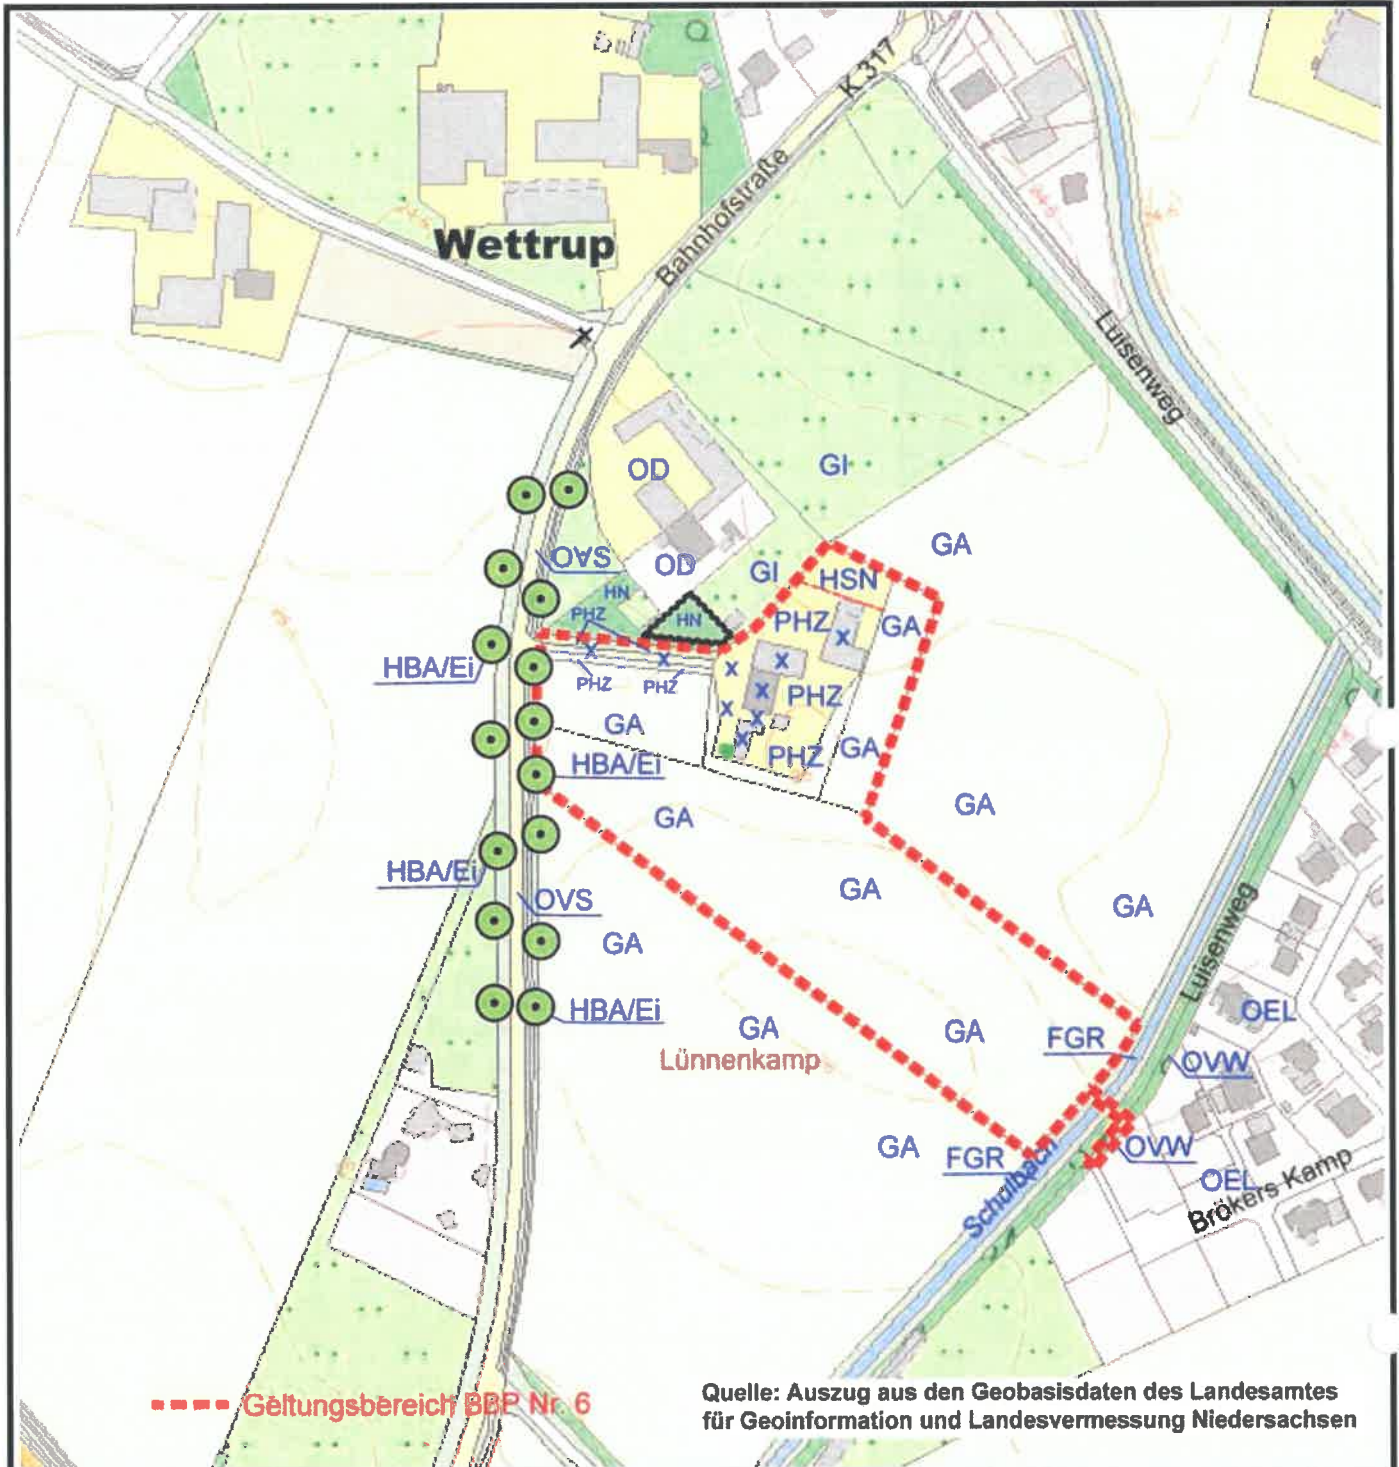 K 317
Wettrup
Bahnhofstraße
Luisenweg
OD
GI
GA
OVS
OD
GI
HSN
HN
PHZ
HN
PHZ
GA
HBA/Ei
PHZ
PHZ
PHZ
GA
HBA/Ei
PHZ
GA
GA
GA
HBA/Ei
GA
GA
OVS
GA
Luisenweg
HBA/Ei
GA
GA
OEL
FGR
Lünnenkamp
OVW
GA
FGR
OVW
OEL
Schulbach
Brökers Kamp
Geltungsbereich BBP Nr. 6
Quelle: Auszug aus den Geobasisdaten des Landesamtes
für Geoinformation und Landesvermessung Niedersachsen